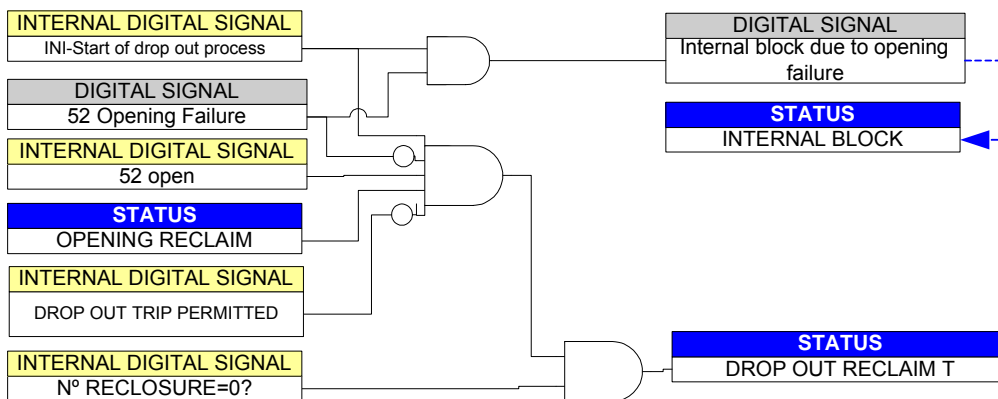 INTERNAL DIGITAL SIGNAL
INI-Start of drop out process
DIGITAL SIGNAL
52 Opening Failure
INTERNAL DIGITAL SIGNAL
52 open
STATUS
OPENING RECLAIM
INTERNAL DIGITAL SIGNAL
DROP OUT TRIP PERMITTED
INTERNAL DIGITAL SIGNAL
Nº RECLOSURE=0?
DIGITAL SIGNAL
Internal block due to opening
failure
STATUS
INTERNAL BLOCK
STATUS
DROP OUT RECLAIM T